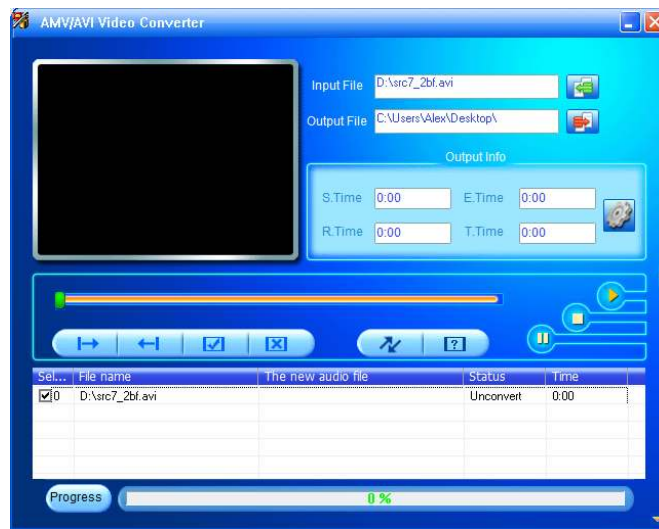 AMV/AVI Video Converter
Input File D:\src7_2bf.avi
Output File C:\Users\Alex\Desktop\
Output Info
S.Time 0:00 E.Time 0:00
R.Time 0:00 T.Time 0:00
Sel... File name The new audio file Status Time
0 D:\src7_2bf.avi Unconvert 0:00
Progress 0 %